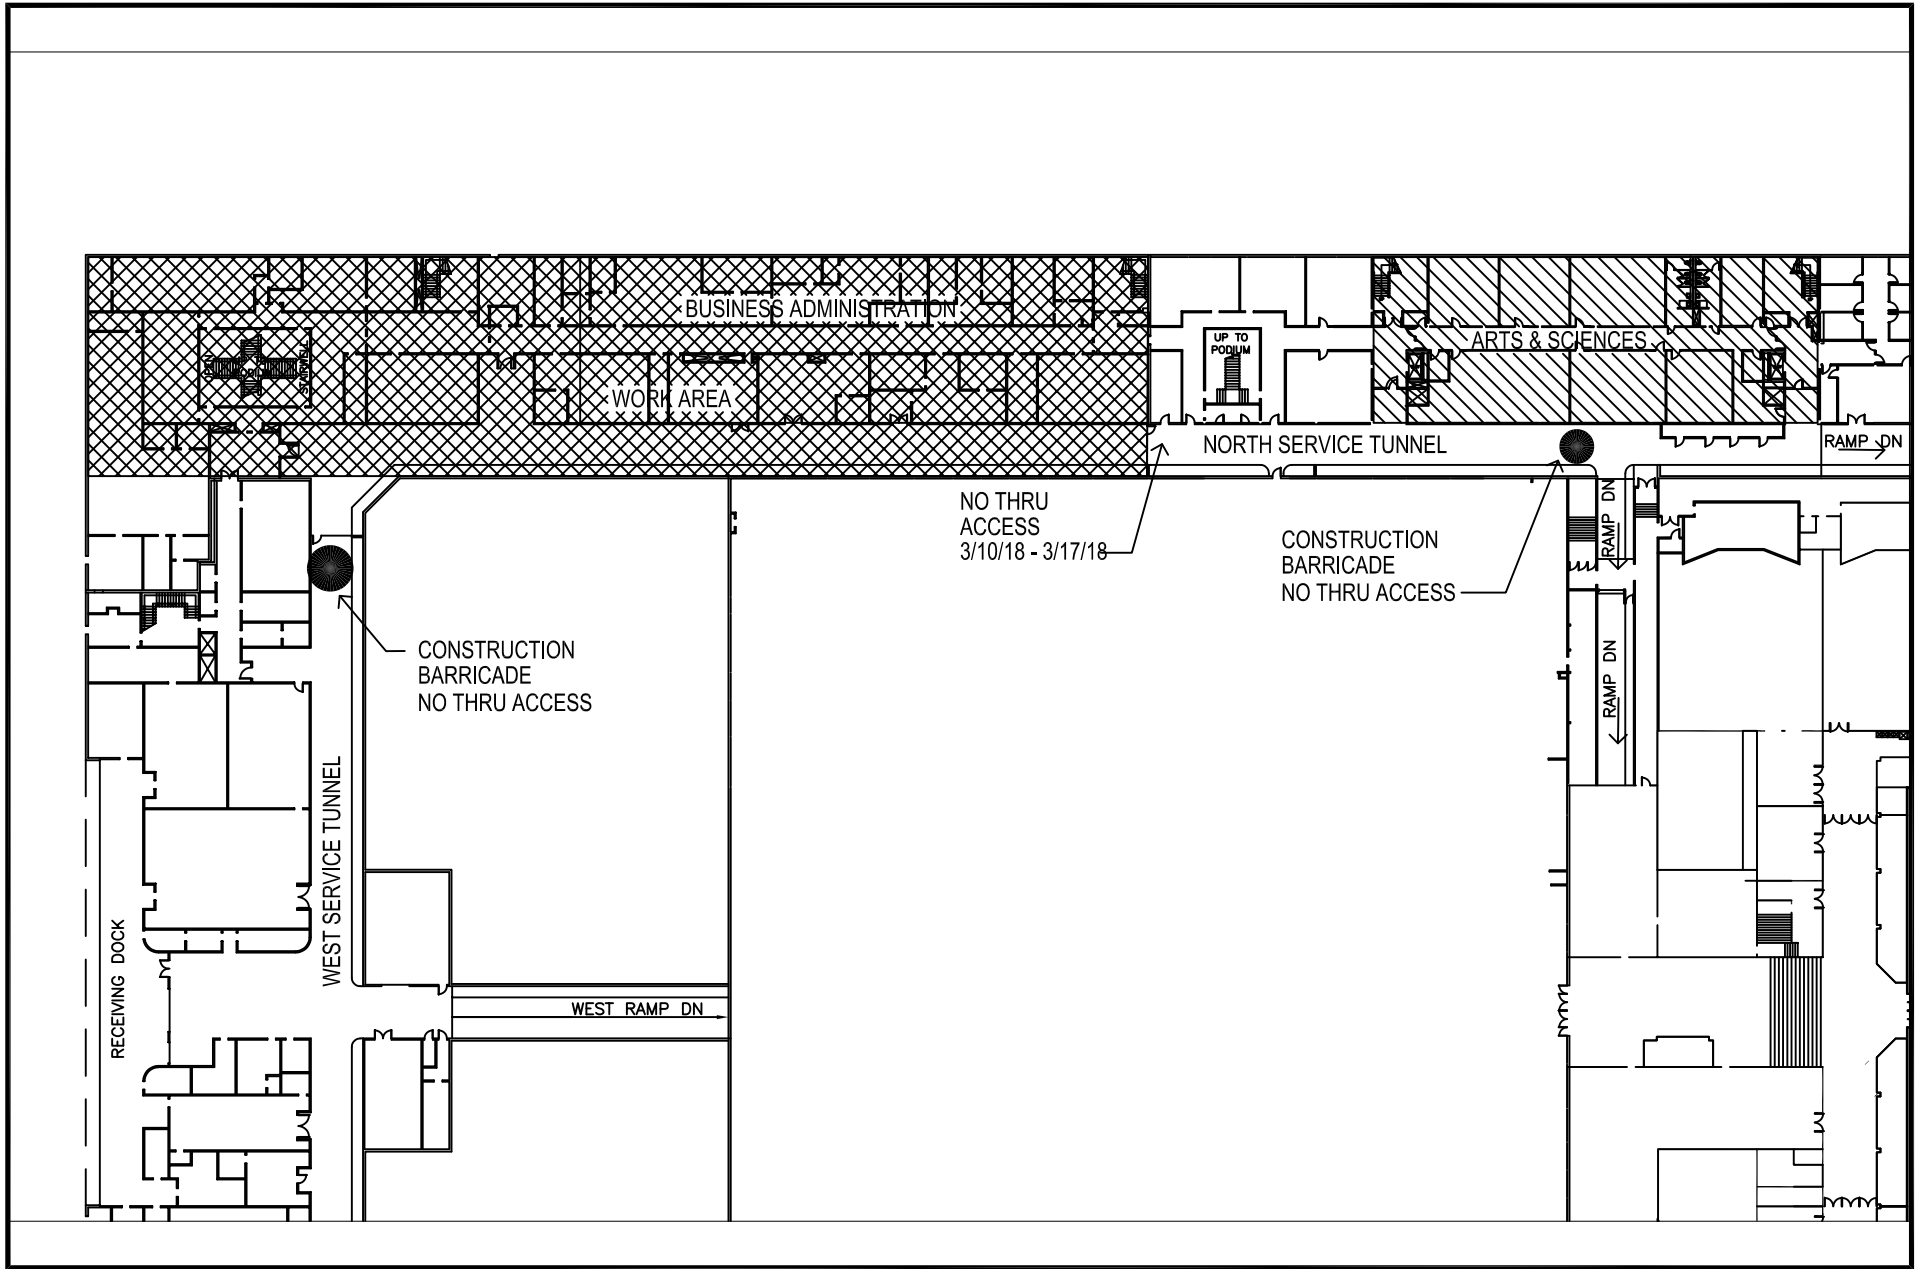 BUSINESS ADMINISTRATION
WORK AREA
OPEN
STAIRWELL
UP TO
PODIUM
ARTS & SCIENCES
NORTH SERVICE TUNNEL
RAMP DN
NO THRU
ACCESS
3/10/18 - 3/17/18
CONSTRUCTION
BARRICADE
NO THRU ACCESS
RAMP DN
RAMP DN
CONSTRUCTION
BARRICADE
NO THRU ACCESS
WEST SERVICE TUNNEL
RECEIVING DOCK
WEST RAMP DN